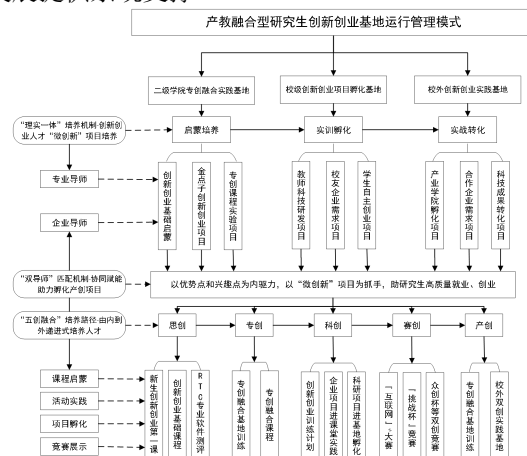 产教融合型研究生创新创业基地运行管理模式
二级学院专创融合实践基地
校级创新创业项目孵化基地
校外创新创业实践基地
“理实一体”培养机制·创新创
业人才“微创新”项目培养
启蒙培养
实训孵化
实战转化
专业导师
企业导师
创新创业基础启蒙
金点子创新创业项目
专创课程实验项目
教师科技研发项目
校友企业需求项目
学生自主创业项目
产业学院孵化项目
合作企业需求项目
科技成果转化项目
“双导师”匹配机制·协同赋能
助力孵化产创项目
以优势点和兴趣点为内驱力，以“微创新”项目为抓手，助研究生高质量就业、创业
“五创融合”培养路径·由内到
外递进式培养人才
思创
专创
科创
赛创
产创
课程启蒙
活动实践
项目孵化
竞赛展示
新生创新创业第一课
创新创业基础课程
RTC专业软件测评
专创融合基地训练
专创融合课程
创新创业训练计划
企业项目进课堂实践
科研项目进基地孵化
「互联网+」大赛
「挑战杯」竞赛
众创杯等双创竞赛
专创融合基地训练
校外双创实践基地